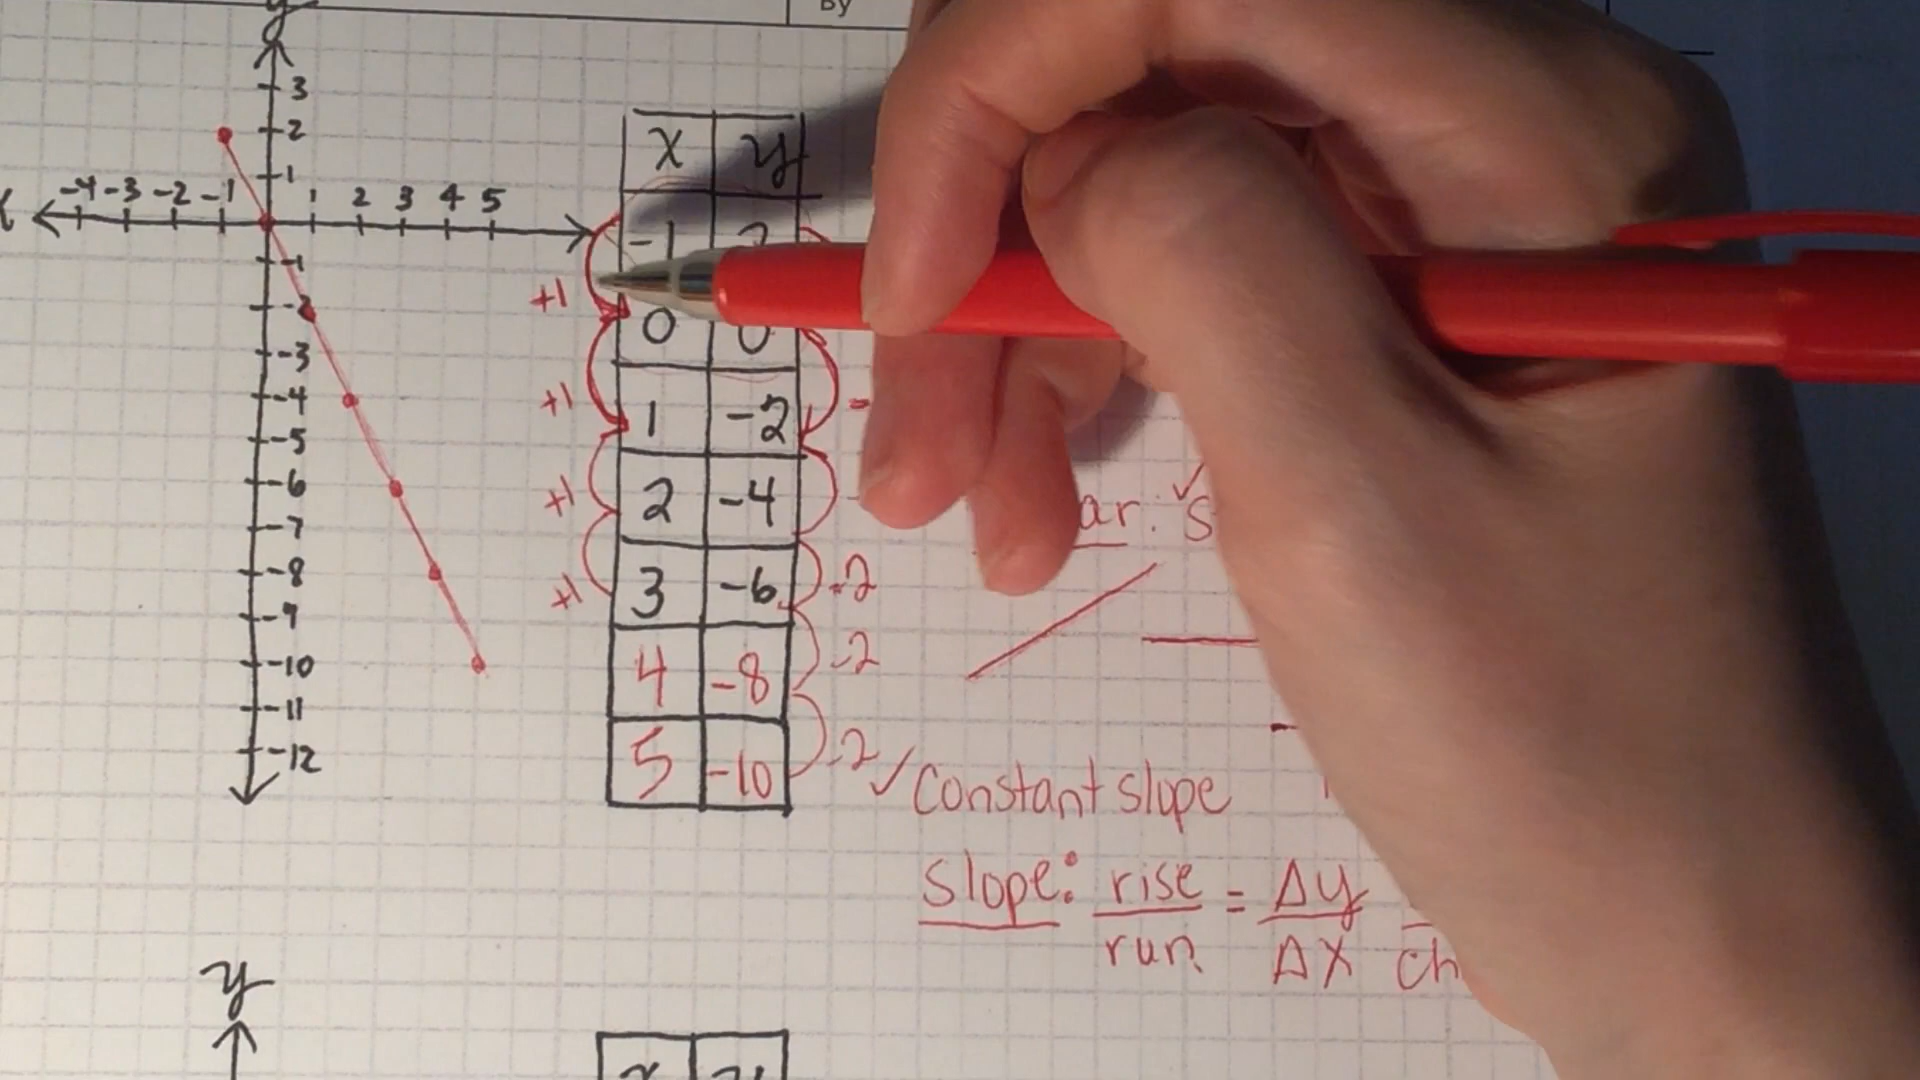 By
y
3
2
1
-4 -3 -2 -1 1 2 3 4 5
-1
-2
-3
-4
-5
-6
-7
-8
-9
-10
-11
-12
x y
-1
+1
0 0
+1 1 -2 -
+1 2 -4
+1 3 -6 -2
4 -8 -2
5 -10 -2
✓ Constant slope
slope: rise = Δy
run ΔX
y
x y